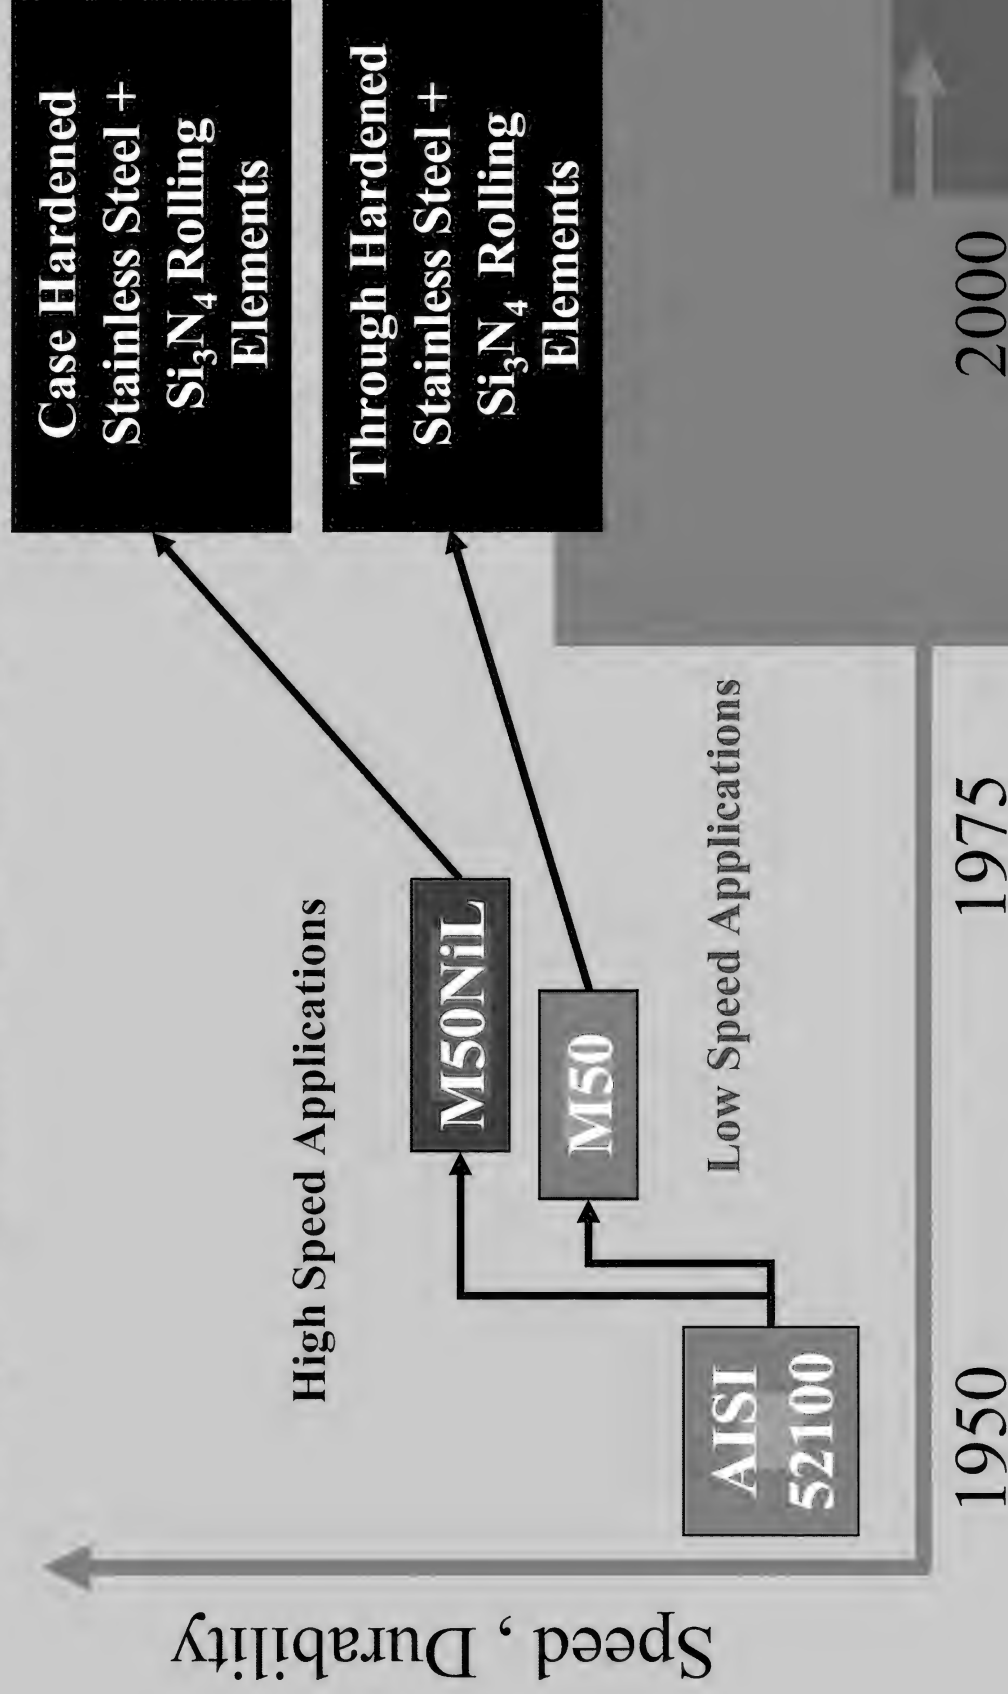 Speed , Durability
High Speed Applications
Case Hardened
Stainless Steel +
Si₃N₄ Rolling
Elements
M50NiL
Through Hardened
Stainless Steel +
Si₃N₄ Rolling
Elements
M50
Low Speed Applications
AISI
52100
1950
1975
2000